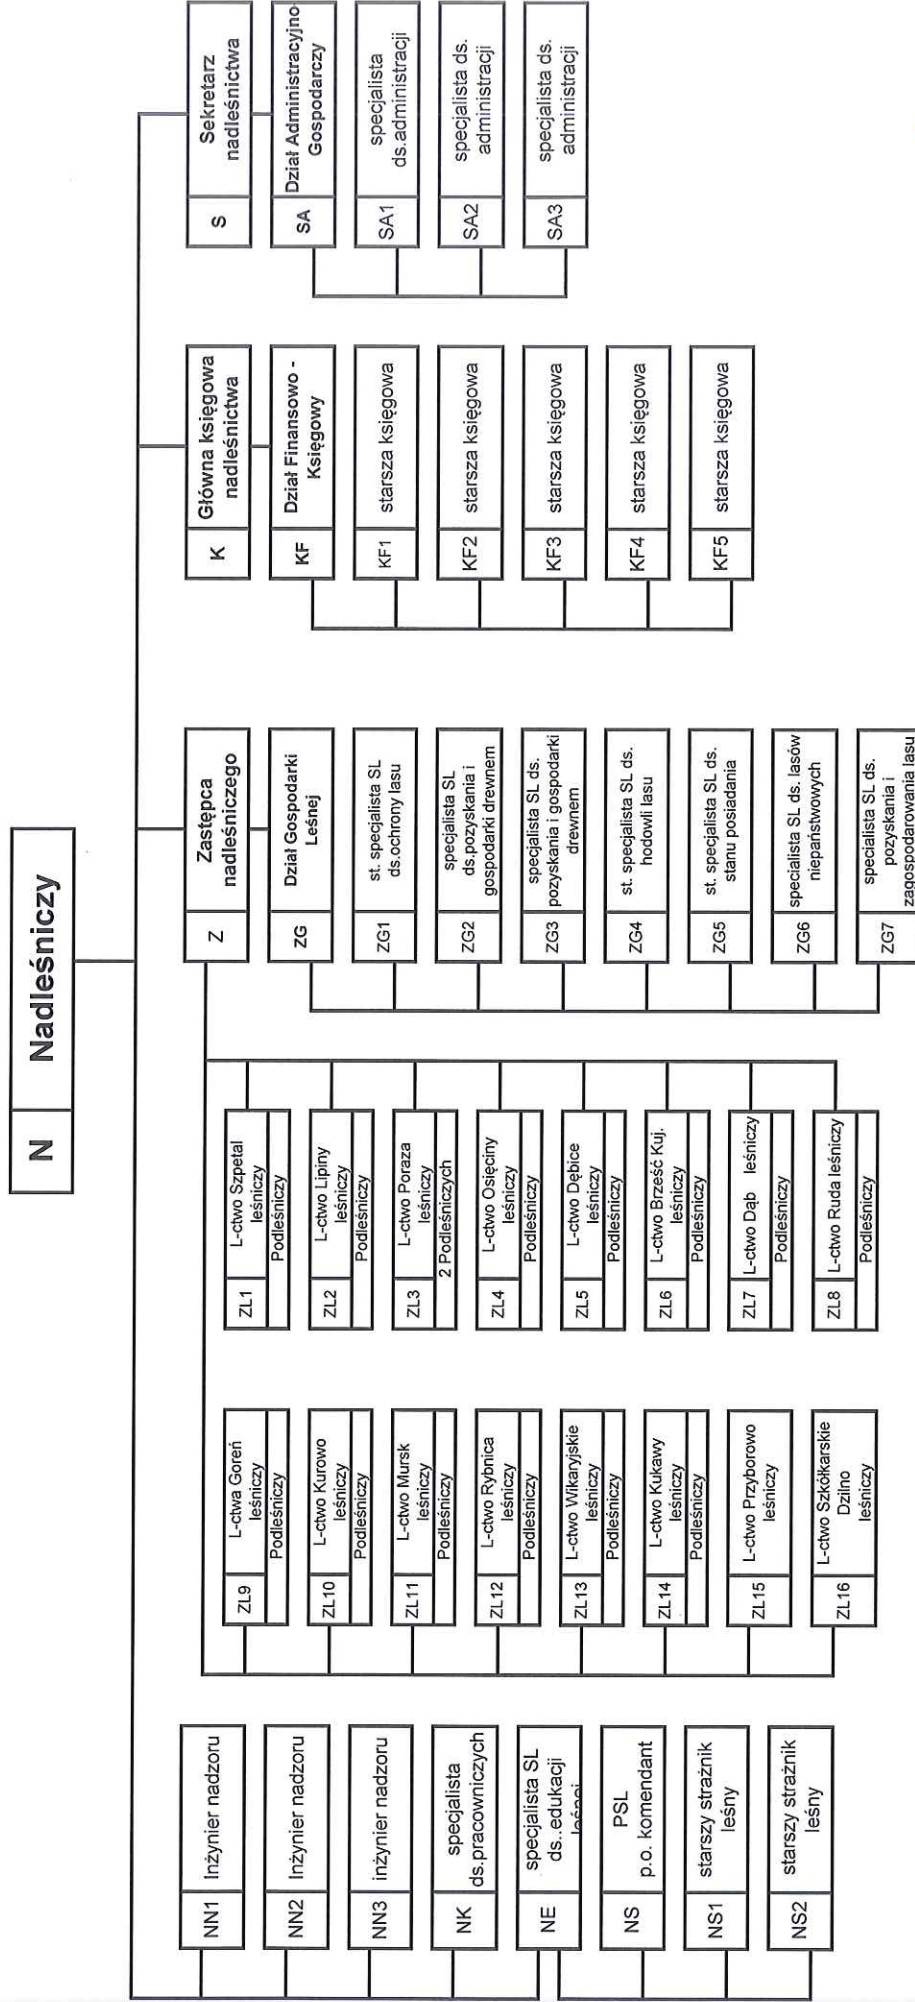 N Nadleśniczy
NN1 Inżynier nadzoru
NN2 Inżynier nadzoru
NN3 inżynier nadzoru
NK specjalista
ds.pracowniczych
NE specjalista SL
ds..edukacji
leśnej
NS PSL
p.o. komendant
NS1 starszy strażnik
leśny
NS2 starszy strażnik
leśny
ZL9 L-ctwa Goreń
leśniczy
Podleśniczy
ZL10 L-ctwo Kurowo
leśniczy
Podleśniczy
ZL11 L-ctwo Mursk
leśniczy
Podleśniczy
ZL12 L-ctwo Rybnica
leśniczy
Podleśniczy
ZL13 L-ctwo Wikaryjskie
leśniczy
Podleśniczy
ZL14 L-ctwo Kukawy
leśniczy
Podleśniczy
ZL15 L-ctwo Przyborowo
leśniczy
ZL16 L-ctwo Szkółkarskie
Dzilno
leśniczy
ZL1 L-ctwo Szpetal
leśniczy
Podleśniczy
ZL2 L-ctwo Lipiny
leśniczy
Podleśniczy
ZL3 L-ctwo Poraza
leśniczy
2 Podleśniczych
ZL4 L-ctwo Osięciny
leśniczy
Podleśniczy
ZL5 L-ctwo Dębice
leśniczy
Podleśniczy
ZL6 L-ctwo Brześć Kuj.
leśniczy
Podleśniczy
ZL7 L-ctwo Dąb leśniczy
Podleśniczy
ZL8 L-ctwo Ruda leśniczy
Podleśniczy
Z Zastępca
nadleśniczego
ZG Dział Gospodarki
Leśnej
ZG1 st. specjalista SL
ds.ochrony lasu
ZG2 specjalista SL
ds.pozyskania i
gospodarki drewnem
ZG3 specjalista SL ds.
pozyskania i gospodarki
drewnem
ZG4 st. specjalista SL ds.
hodowli lasu
ZG5 st. specjalista SL ds.
stanu posiadania
ZG6 specialista SL ds. lasów
niepaństwowych
ZG7 specialista SL ds.
pozyskania i
zagospodarowania lasu
K Główna księgowa
nadleśnictwa
KF Dział Finansowo -
Księgowy
KF1 starsza księgowa
KF2 starsza księgowa
KF3 starsza księgowa
KF4 starsza księgowa
KF5 starsza księgowa
S Sekretarz
nadleśnictwa
SA Dział Administracyjno
Gospodarczy
SA1 specjalista
ds.administracji
SA2 specjalista ds.
administracji
SA3 specjalista ds.
administracji